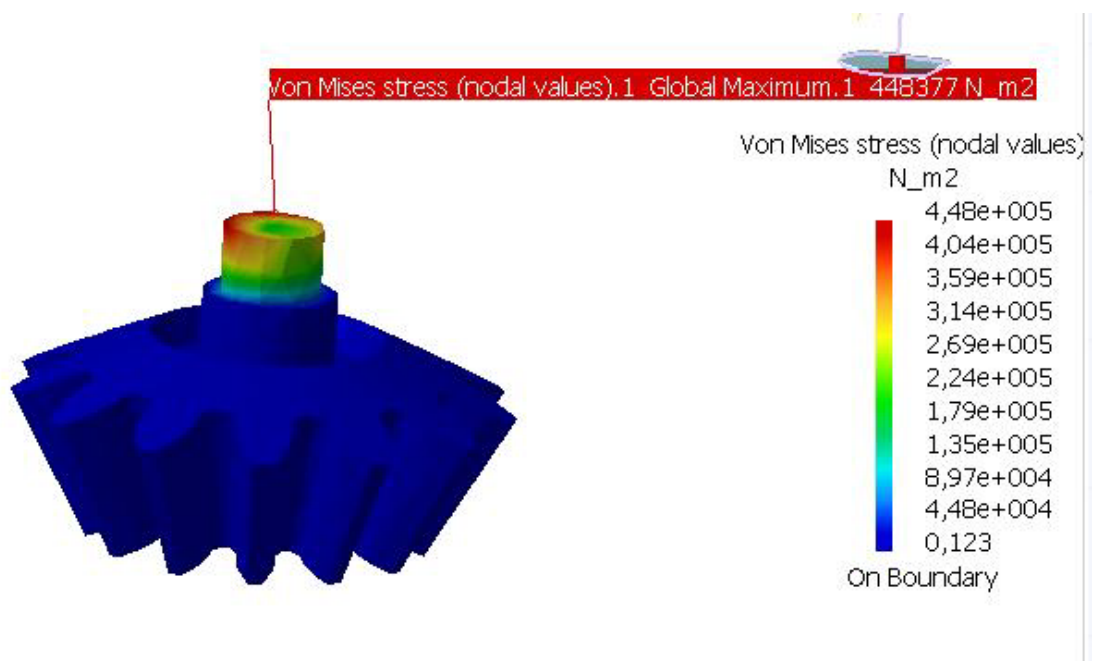 Von Mises stress (nodal values).1 Global Maximum.1 448377 N_m2
Von Mises stress (nodal values)
N_m2
4,48e+005
4,04e+005
3,59e+005
3,14e+005
2,69e+005
2,24e+005
1,79e+005
1,35e+005
8,97e+004
4,48e+004
0,123
On Boundary